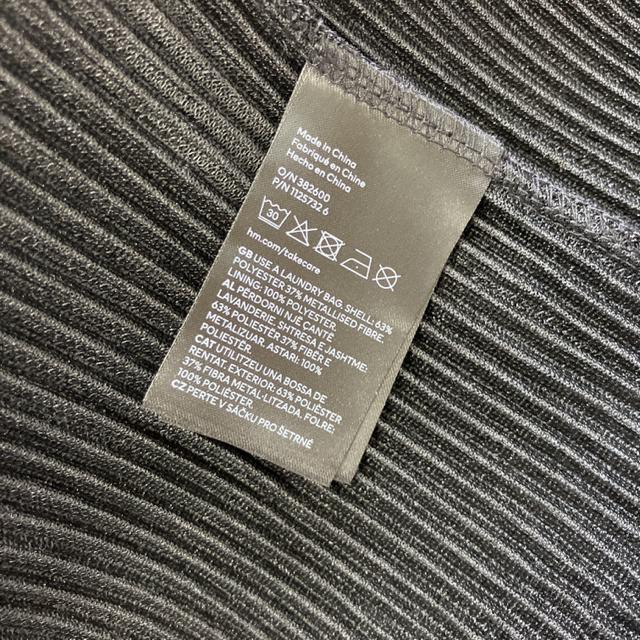 Made in China
Fabriqué en Chine
Hecho en China
O/N 382600
P/N 1125732 6
30
hm.com/takecare
GB USE A LAUNDRY BAG. SHELL: 63%
POLYESTER 37% METALLISED FIBRE.
LINING: 100% POLYESTER
AL PËRDORNI NJË ÇANTË
LAVANDERIE. SHTRESA E JASHTME:
63% POLIESTËR 37% FIBËR E
METALIZUAR. ASTARI: 100%
CAT UTILITZEU UNA BOSSA DE
RENTAT. EXTERIOR: 63% POLIÈSTER
37% FIBRA METAL·LITZADA. FOLRE:
100% POLIÈSTER
CZ PERTE V SÁČKU PRO ŠETRNÉ